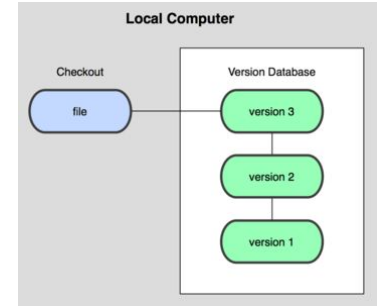 Local Computer
Checkout
Version Database
file
version 3
version 2
version 1